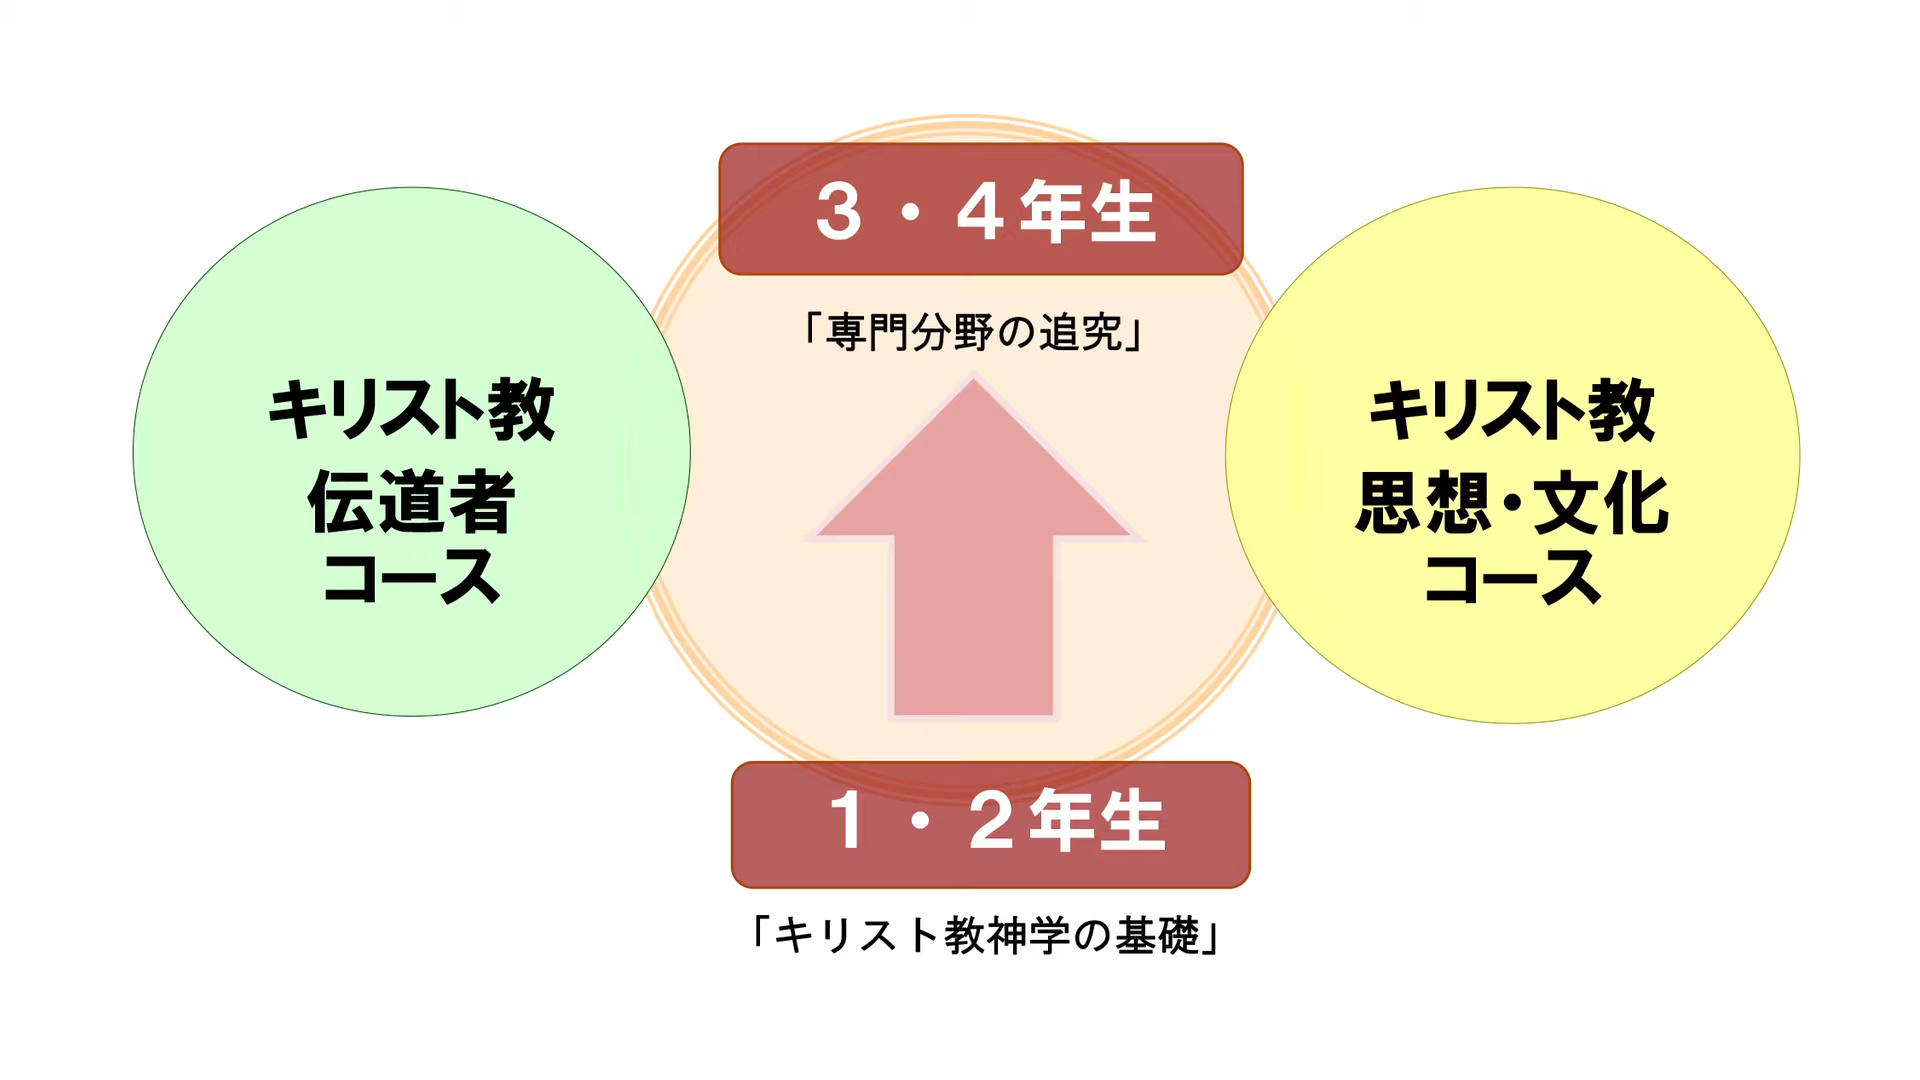 3・4年生
「専門分野の追究」
キリスト教
伝道者
コース
キリスト教
思想・文化
コース
1・2年生
「キリスト教神学の基礎」